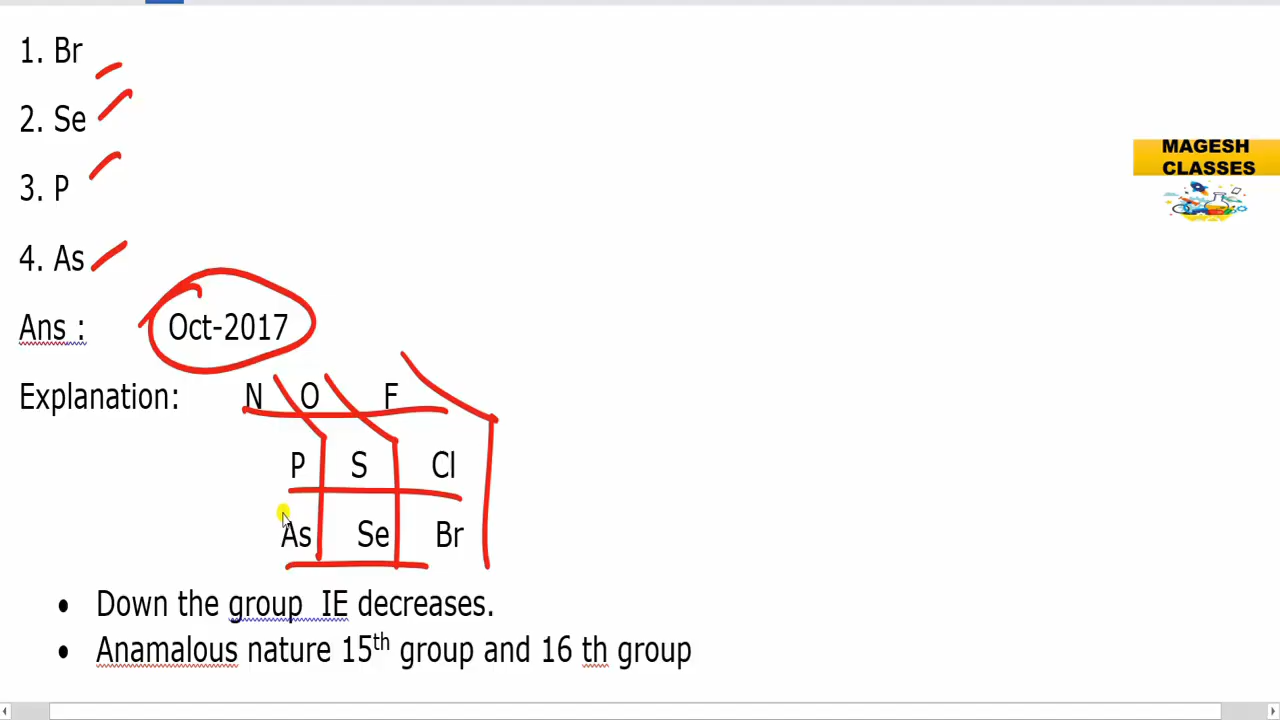 1. Br
2. Se
3. P
4. As
MAGESH
CLASSES
Ans : Oct-2017
Explanation: N O F
P S Cl
As Se Br
• Down the group IE decreases.
• Anamalous nature 15th group and 16 th group